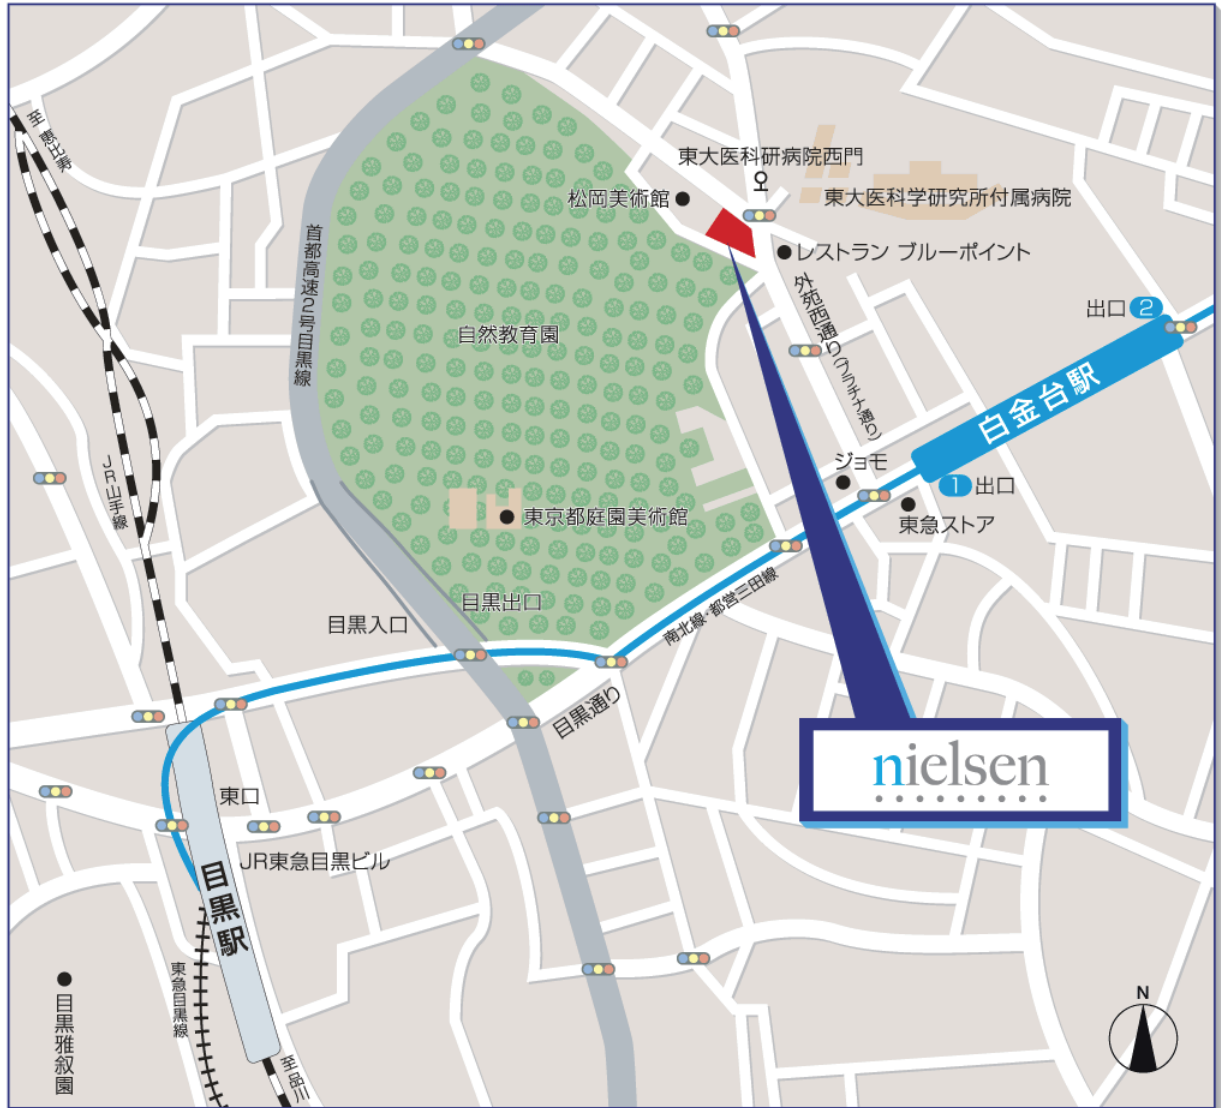 至 恵比寿
東大医科研病院西門
松岡美術館
東大医科学研究所付属病院
レストラン ブルーポイント
首都高速2号目黒線
外苑西通り(プラチナ通り)
出口 2
自然教育園
白金台駅
JR山手線
ジョモ
1 出口
東京都庭園美術館
東急ストア
目黒出口
目黒入口
南北線・都営三田線
目黒通り
nielsen
東口
JR東急目黒ビル
目黒駅
東急目黒線
目黒雅叙園
至品川
N